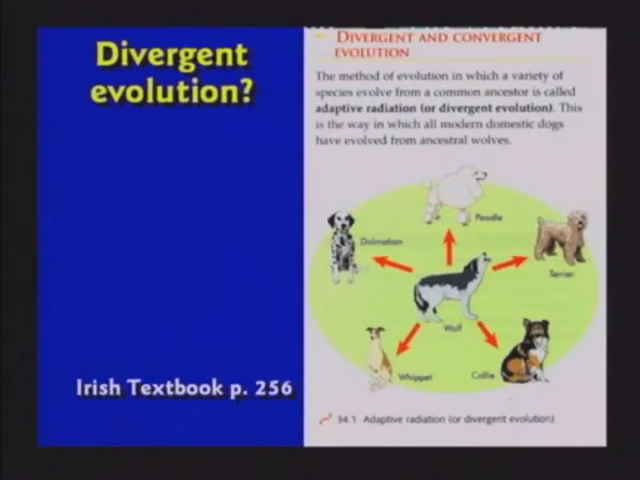 Divergent
evolution?
Irish Textbook p. 256
DIVERGENT AND CONVERGENT
EVOLUTION
The method of evolution in which a variety of
species evolve from a common ancestor is called
adaptive radiation (or divergent evolution). This
is the way in which all modern domestic dogs
have evolved from ancestral wolves.
Poodle
Dalmation
Terrier
Wolf
Whippet
Collie
34.1 Adaptive radiation (or divergent evolution)